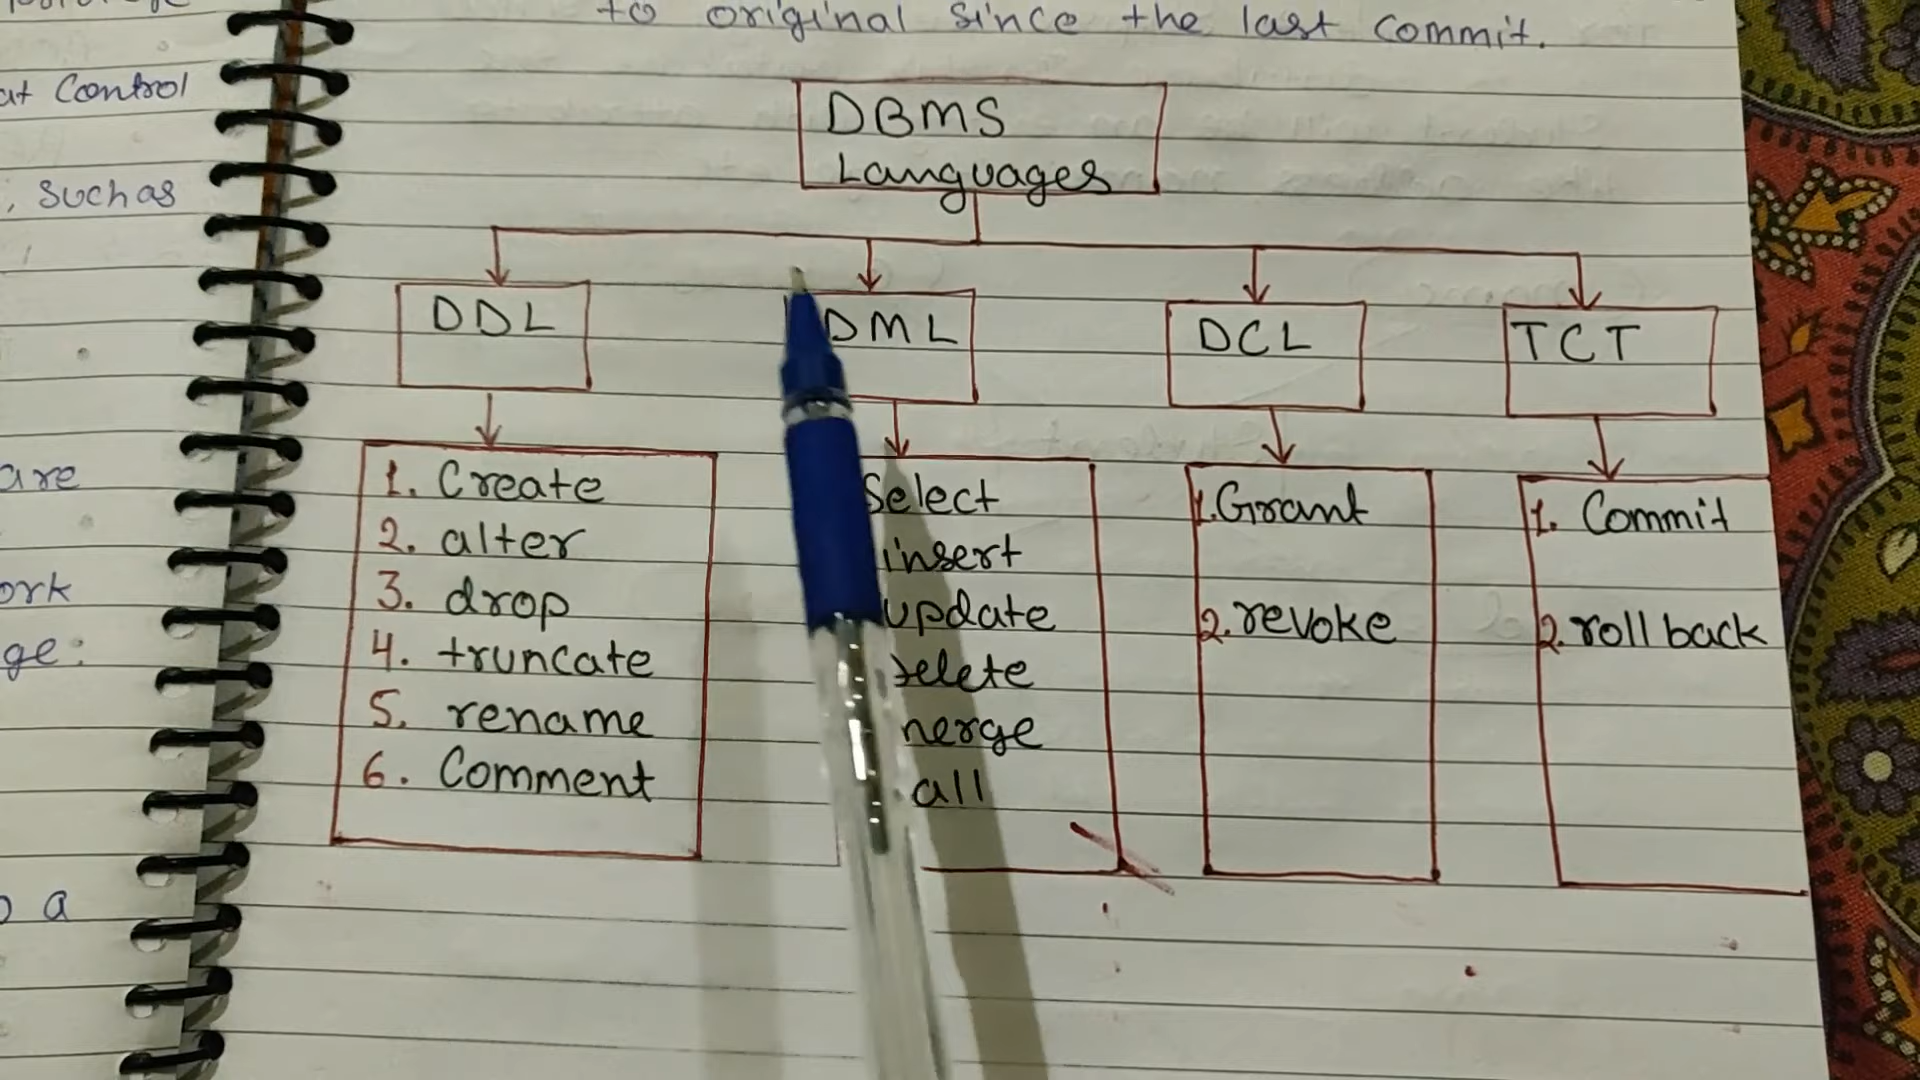 to original since the last commit.
at Control
, Such as
are
ork
ge:
a
DBMS
Languages
DDL
DML
DCL
TCT
1. Create
2. alter
3. drop
4. truncate
5. rename
6. Comment
Select
insert
update
delete
merge
all
1. Grant
2. revoke
1. Commit
2. roll back